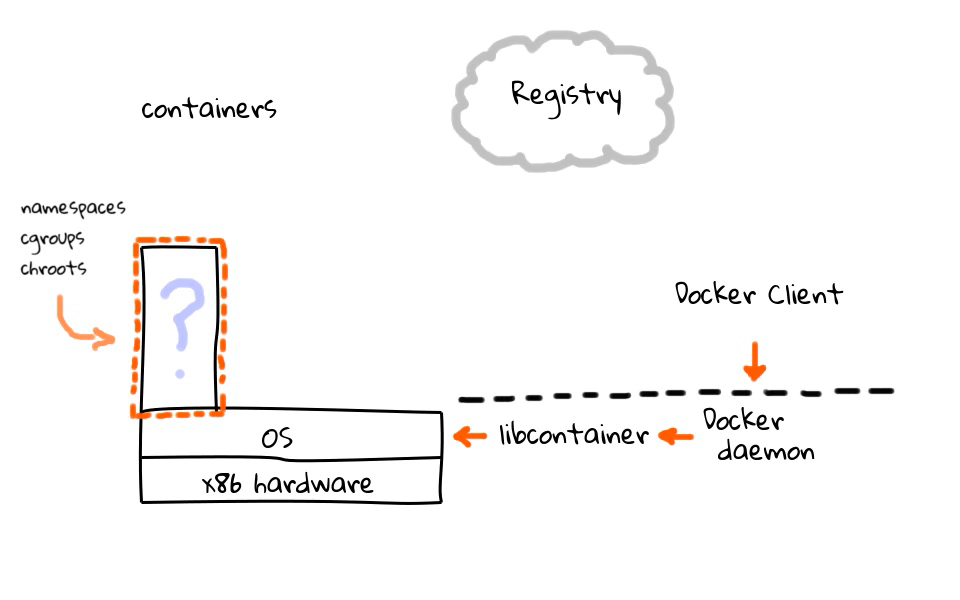 containers
Registry
namespaces
cgroups
chroots
?
Docker Client
OS
libcontainer
Docker
daemon
x86 hardware